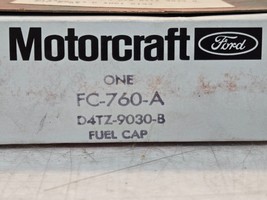 Motorcraft Ford
ONE
FC-760-A
D4TZ-9030-B
FUEL CAP